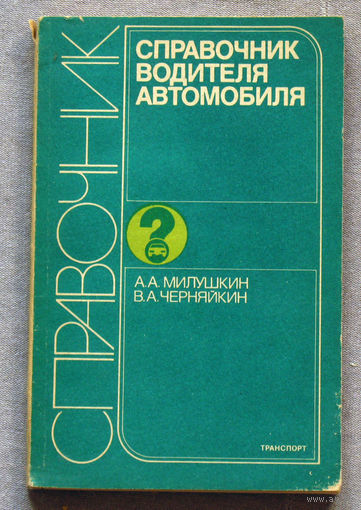 СПРАВОЧНИК
СПРАВОЧНИК
ВОДИТЕЛЯ
АВТОМОБИЛЯ
?
А.А.МИЛУШКИН
В.А.ЧЕРНЯЙКИН
ТРАНСПОРТ